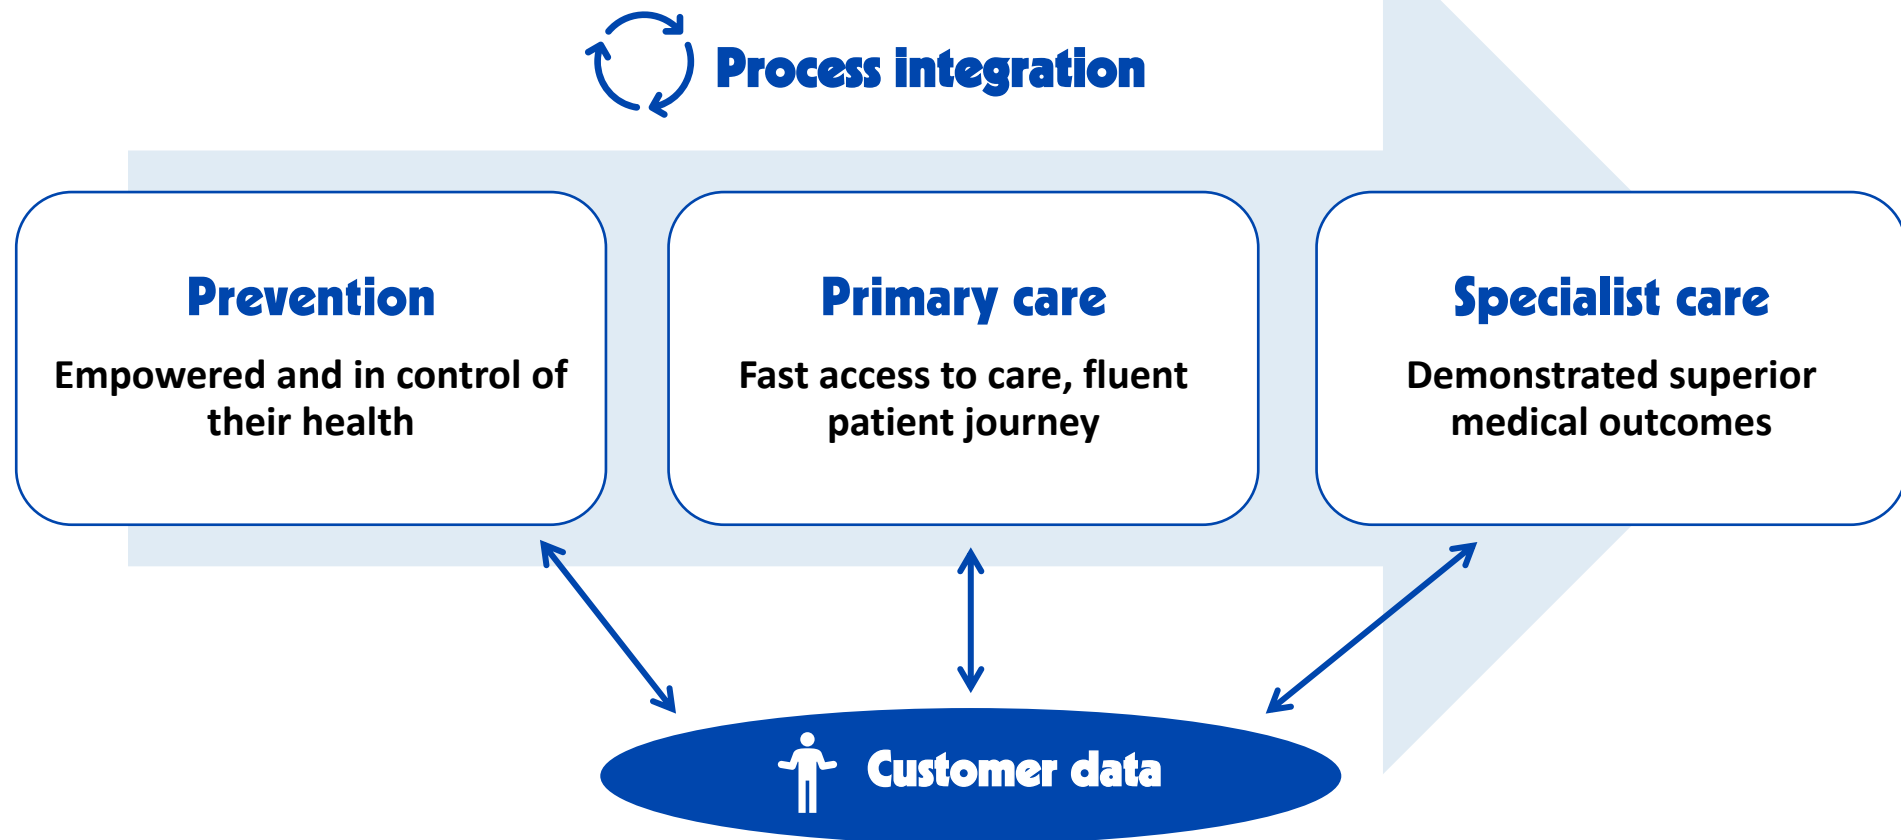 Process integration
Prevention
Empowered and in control of
their health
Primary care
Fast access to care, fluent
patient journey
Specialist care
Demonstrated superior
medical outcomes
Customer data